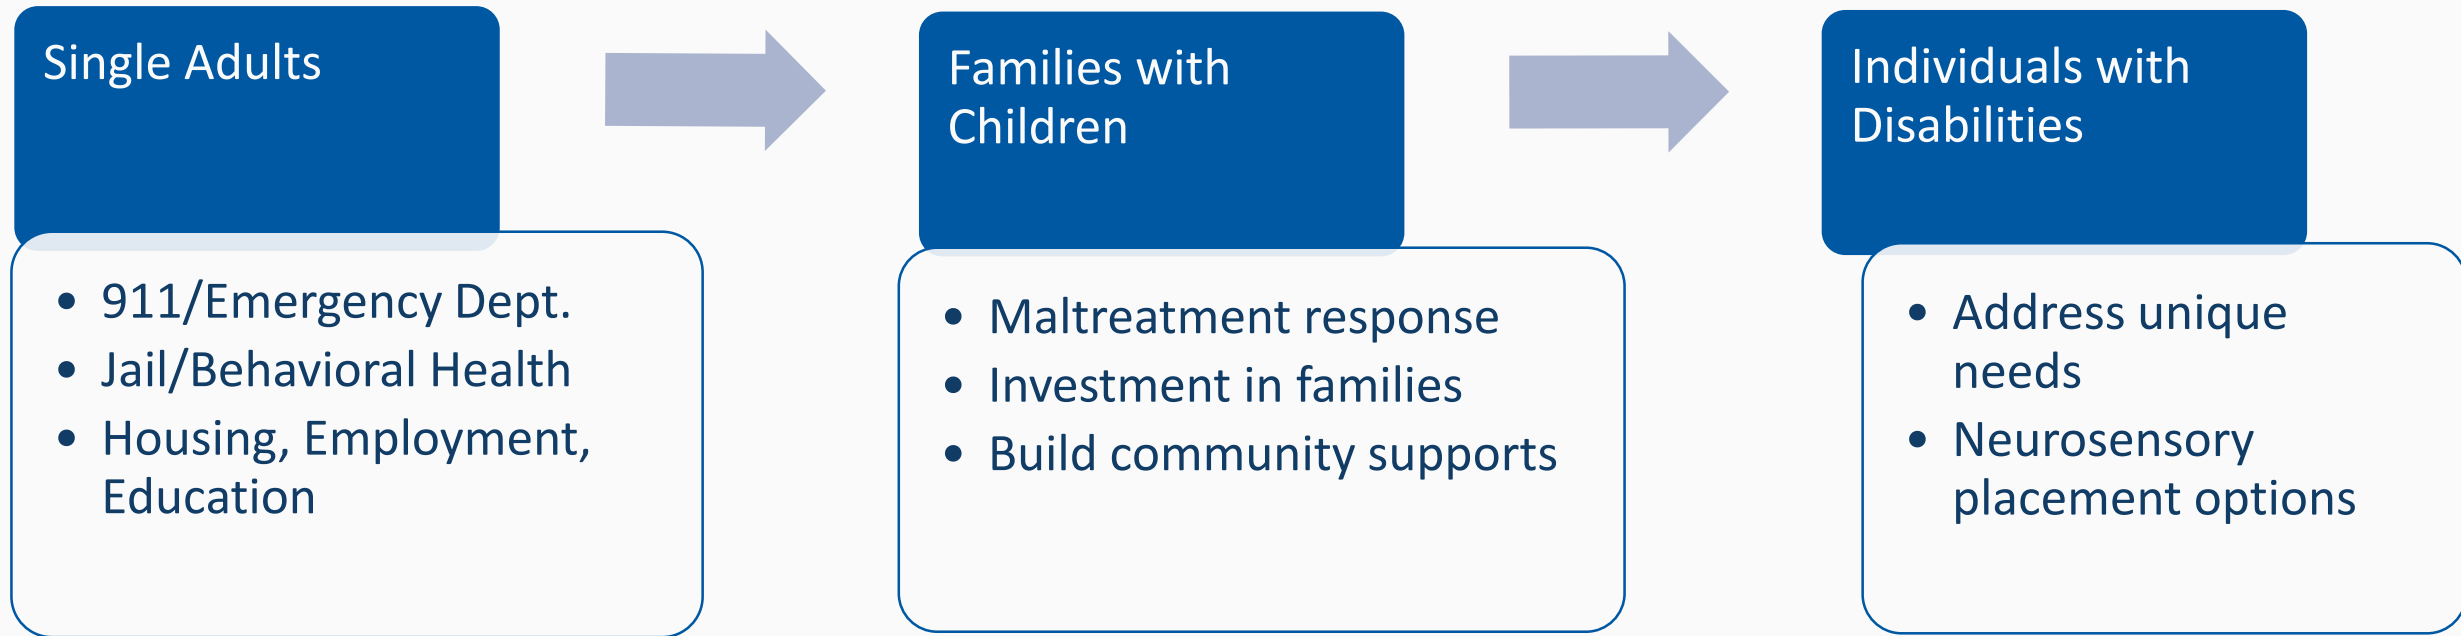 Single Adults
• 911/Emergency Dept.
• Jail/Behavioral Health
• Housing, Employment,
Education
Families with
Children
• Maltreatment response
• Investment in families
• Build community supports
Individuals with
Disabilities
• Address unique
needs
• Neurosensory
placement options